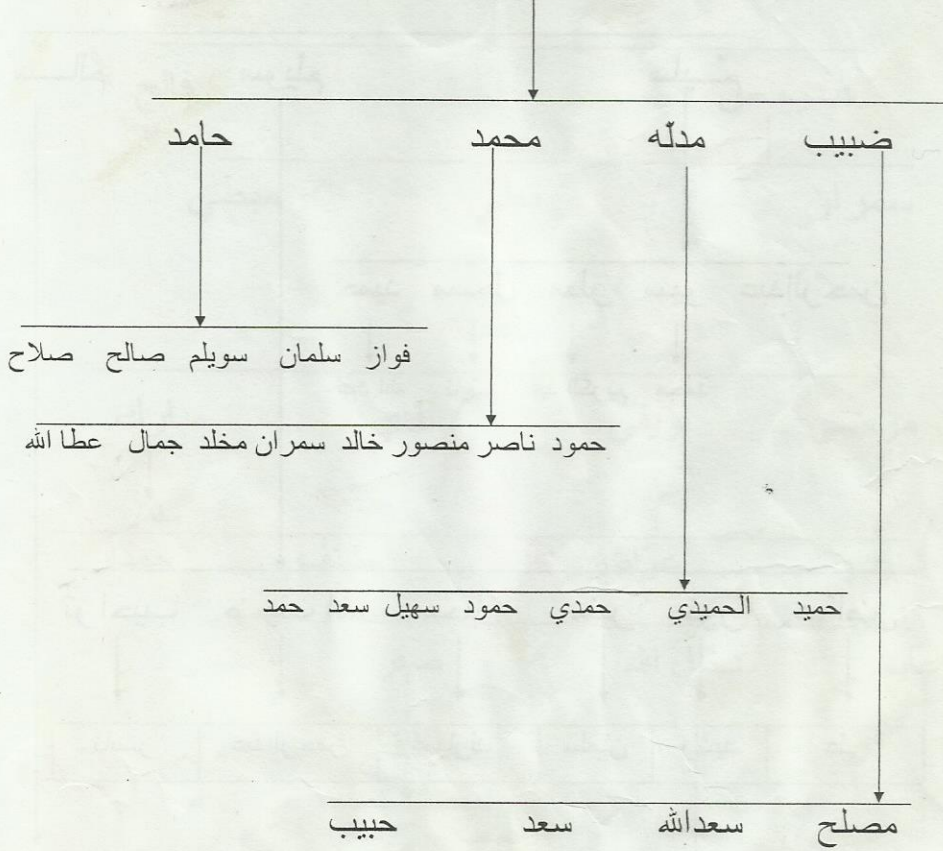 ضبيب مدلّه محمد حامد
فواز سلمان سويلم صالح صلاح
حمود ناصر منصور خالد سمران مخلد جمال عطا الله
حميد الحميدي حمدي حمود سهيل سعد حمد
مصلح سعدالله سعد حبيب